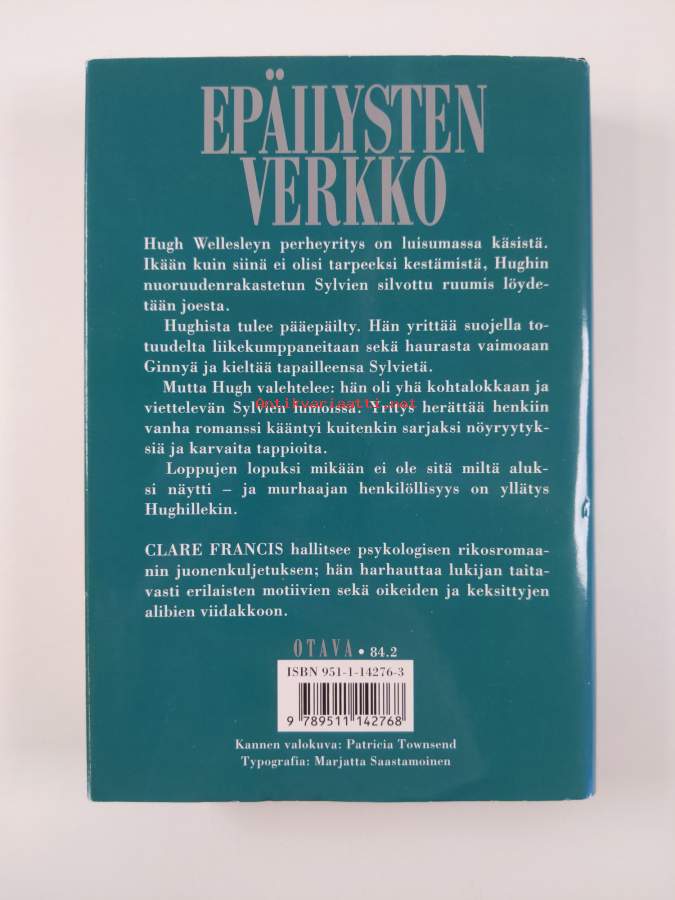 EPÄILYSTEN
VERKKO
Hugh Wellesleyn perheyritys on luisumassa käsistä.
Ikään kuin siinä ei olisi tarpeeksi kestämistä, Hughin
nuoruudenrakastetun Sylvien silvottu ruumis löyde-
tään joesta.
Hughista tulee pääepäilty. Hän yrittää suojella to-
tuudelta liikekumppaneitaan sekä haurasta vaimoaan
Ginnyä ja kieltää tapailleensa Sylvietä.
Mutta Hugh valehtelee: hän oli yhä kohtalokkaan ja
viettelevän Sylvien lumoissa. Yritys herättää henkiin
Antikvariaatti.net
vanha romanssi kääntyi kuitenkin sarjaksi nöyryytyk-
siä ja karvaita tappioita.
Loppujen lopuksi mikään ei ole sitä miltä aluk-
si näytti – ja murhaajan henkilöllisyys on yllätys
Hughillekin.
CLARE FRANCIS hallitsee psykologisen rikosromaa-
nin juonenkuljetuksen; hän harhauttaa lukijan taita-
vasti erilaisten motiivien sekä oikeiden ja keksittyjen
alibien viidakkoon.
OTAVA • 84.2
ISBN 951-1-14276-3
9 789511 142768
Kannen valokuva: Patricia Townsend
Typografia: Marjatta Saastamoinen